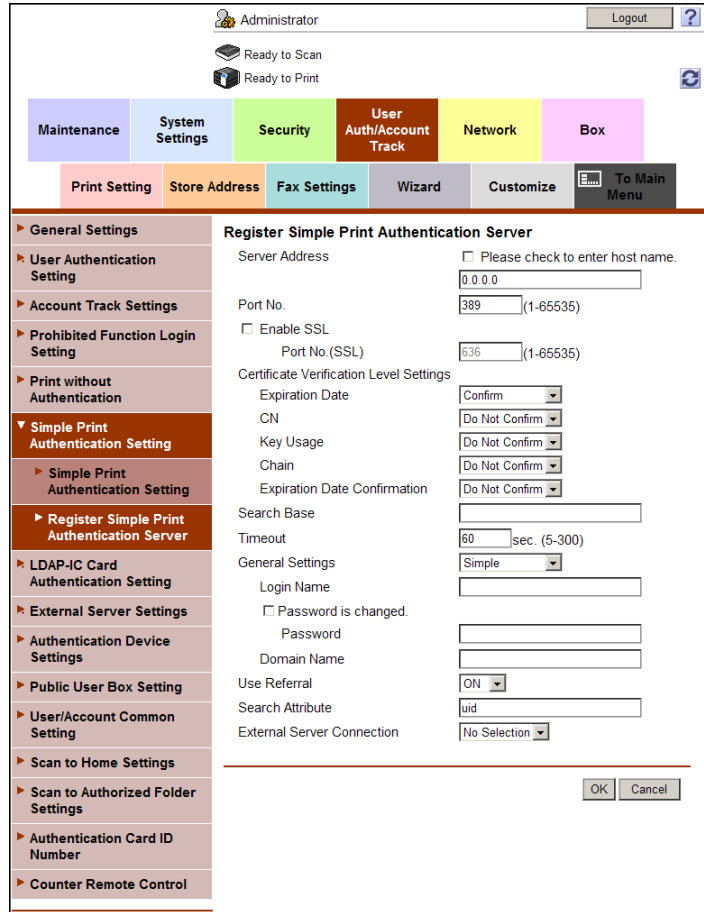 Administrator
Logout
?
Ready to Scan
Ready to Print
Maintenance
System
Settings
Security
User
Auth/Account
Track
Network
Box
Print Setting
Store Address
Fax Settings
Wizard
Customize
To Main
Menu
General Settings
User Authentication
Setting
Account Track Settings
Prohibited Function Login
Setting
Print without
Authentication
Simple Print
Authentication Setting
Simple Print
Authentication Setting
Register Simple Print
Authentication Server
LDAP-IC Card
Authentication Setting
External Server Settings
Authentication Device
Settings
Public User Box Setting
User/Account Common
Setting
Scan to Home Settings
Scan to Authorized Folder
Settings
Authentication Card ID
Number
Counter Remote Control
Register Simple Print Authentication Server
Server Address
Please check to enter host name.
0.0.0.0
Port No. 389 (1-65535)
Enable SSL
Port No.(SSL) 636 (1-65535)
Certificate Verification Level Settings
Expiration Date Confirm
CN Do Not Confirm
Key Usage Do Not Confirm
Chain Do Not Confirm
Expiration Date Confirmation Do Not Confirm
Search Base
Timeout 60 sec. (5-300)
General Settings Simple
Login Name
Password is changed.
Password
Domain Name
Use Referral ON
Search Attribute uid
External Server Connection No Selection
OK Cancel